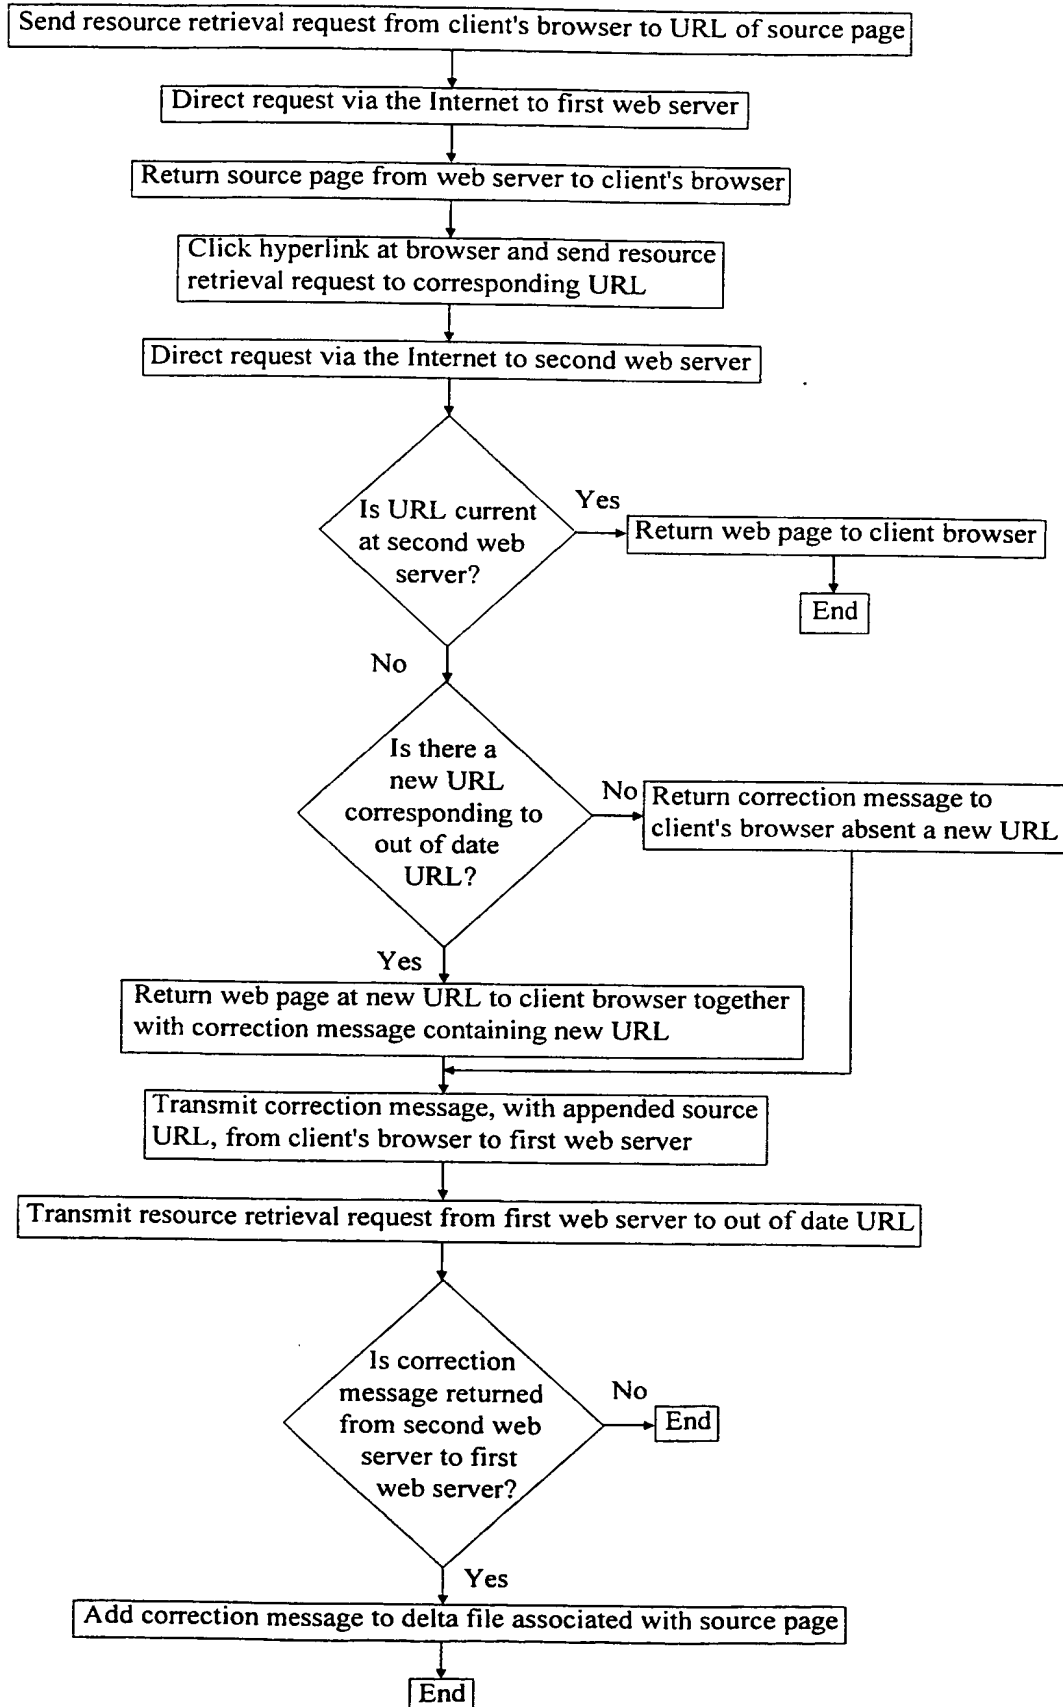 Send resource retrieval request from client's browser to URL of source page
Direct request via the Internet to first web server
Return source page from web server to client's browser
Click hyperlink at browser and send resource
retrieval request to corresponding URL
Direct request via the Internet to second web server
Is URL current
at second web
server?
Yes
Return web page to client browser
End
No
Is there a
new URL
corresponding to
out of date
URL?
No
Return correction message to
client's browser absent a new URL
Yes
Return web page at new URL to client browser together
with correction message containing new URL
Transmit correction message, with appended source
URL, from client's browser to first web server
Transmit resource retrieval request from first web server to out of date URL
Is correction
message returned
from second web
server to first
web server?
No
End
Yes
Add correction message to delta file associated with source page
End